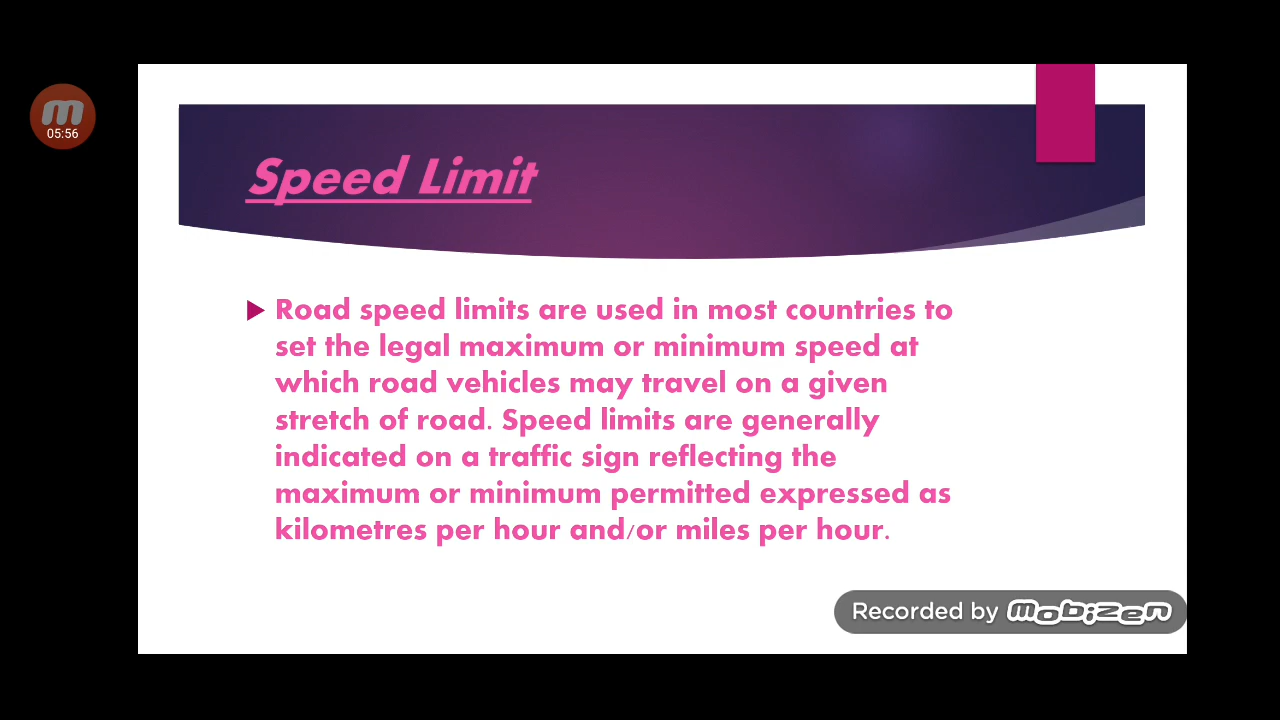 m
05:56
Speed Limit
Road speed limits are used in most countries to
set the legal maximum or minimum speed at
which road vehicles may travel on a given
stretch of road. Speed limits are generally
indicated on a traffic sign reflecting the
maximum or minimum permitted expressed as
kilometres per hour and/or miles per hour.
Recorded by mobizen